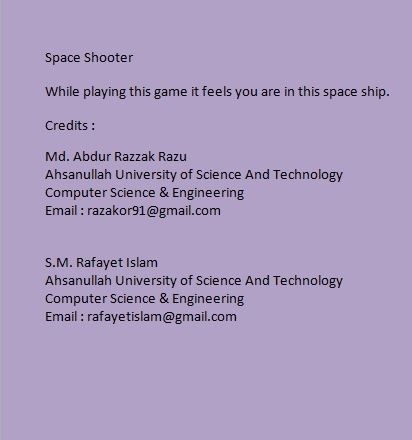 Space Shooter
While playing this game it feels you are in this space ship.
Credits :
Md. Abdur Razzak Razu
Ahsanullah University of Science And Technology
Computer Science & Engineering
Email : razakor91@gmail.com
S.M. Rafayet Islam
Ahsanullah University of Science And Technology
Computer Science & Engineering
Email : rafayetislam@gmail.com